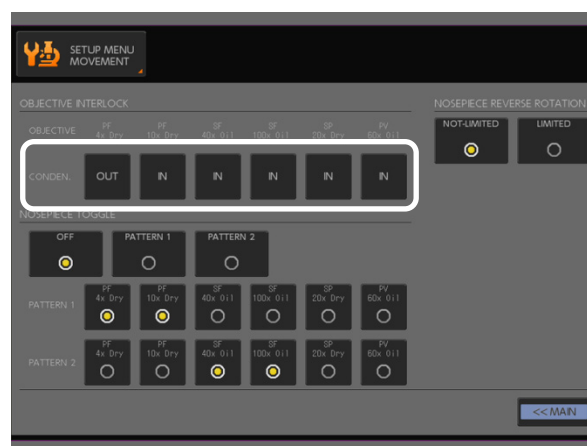 SETUP MENU
MOVEMENT
OBJECTIVE INTERLOCK
NOSEPIECE REVERSE ROTATION
OBJECTIVE PF PF SF SF SP PV
4x Dry 10x Dry 40x Oil 100x Oil 20x Dry 60x Oil
NOT-LIMITED LIMITED
CONDEN. OUT IN IN IN IN IN
NOSEPIECE TOGGLE
OFF PATTERN 1 PATTERN 2
PATTERN 1 PF PF SF SF SP PV
4x Dry 10x Dry 40x Oil 100x Oil 20x Dry 60x Oil
PATTERN 2 PF PF SF SF SP PV
4x Dry 10x Dry 40x Oil 100x Oil 20x Dry 60x Oil
<< MAIN